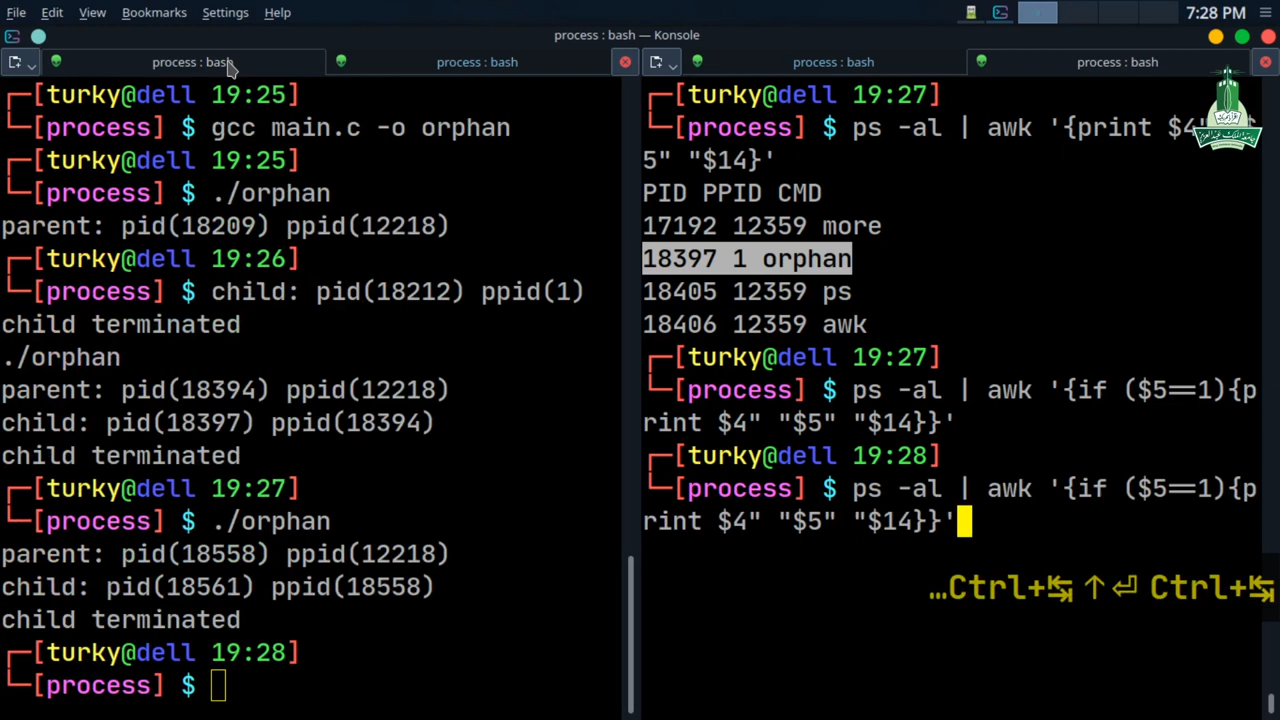 File Edit View Bookmarks Settings Help
7:28 PM
process : bash — Konsole
process : bash
process : bash
process : bash
process : bash
┌─[turky@dell 19:25]
└─[process] $ gcc main.c -o orphan
┌─[turky@dell 19:25]
└─[process] $ ./orphan
parent: pid(18209) ppid(12218)
┌─[turky@dell 19:26]
└─[process] $ child: pid(18212) ppid(1)
child terminated
./orphan
parent: pid(18394) ppid(12218)
child: pid(18397) ppid(18394)
child terminated
┌─[turky@dell 19:27]
└─[process] $ ./orphan
parent: pid(18558) ppid(12218)
child: pid(18561) ppid(18558)
child terminated
┌─[turky@dell 19:28]
└─[process] $
┌─[turky@dell 19:27]
└─[process] $ ps -al | awk '{print $4"
5" "$14}'
PID PPID CMD
17192 12359 more
18397 1 orphan
18405 12359 ps
18406 12359 awk
┌─[turky@dell 19:27]
└─[process] $ ps -al | awk '{if ($5==1){p
rint $4" "$5" "$14}}'
┌─[turky@dell 19:28]
└─[process] $ ps -al | awk '{if ($5==1){p
rint $4" "$5" "$14}}'
…Ctrl+↹ ↑⏎ Ctrl+↹